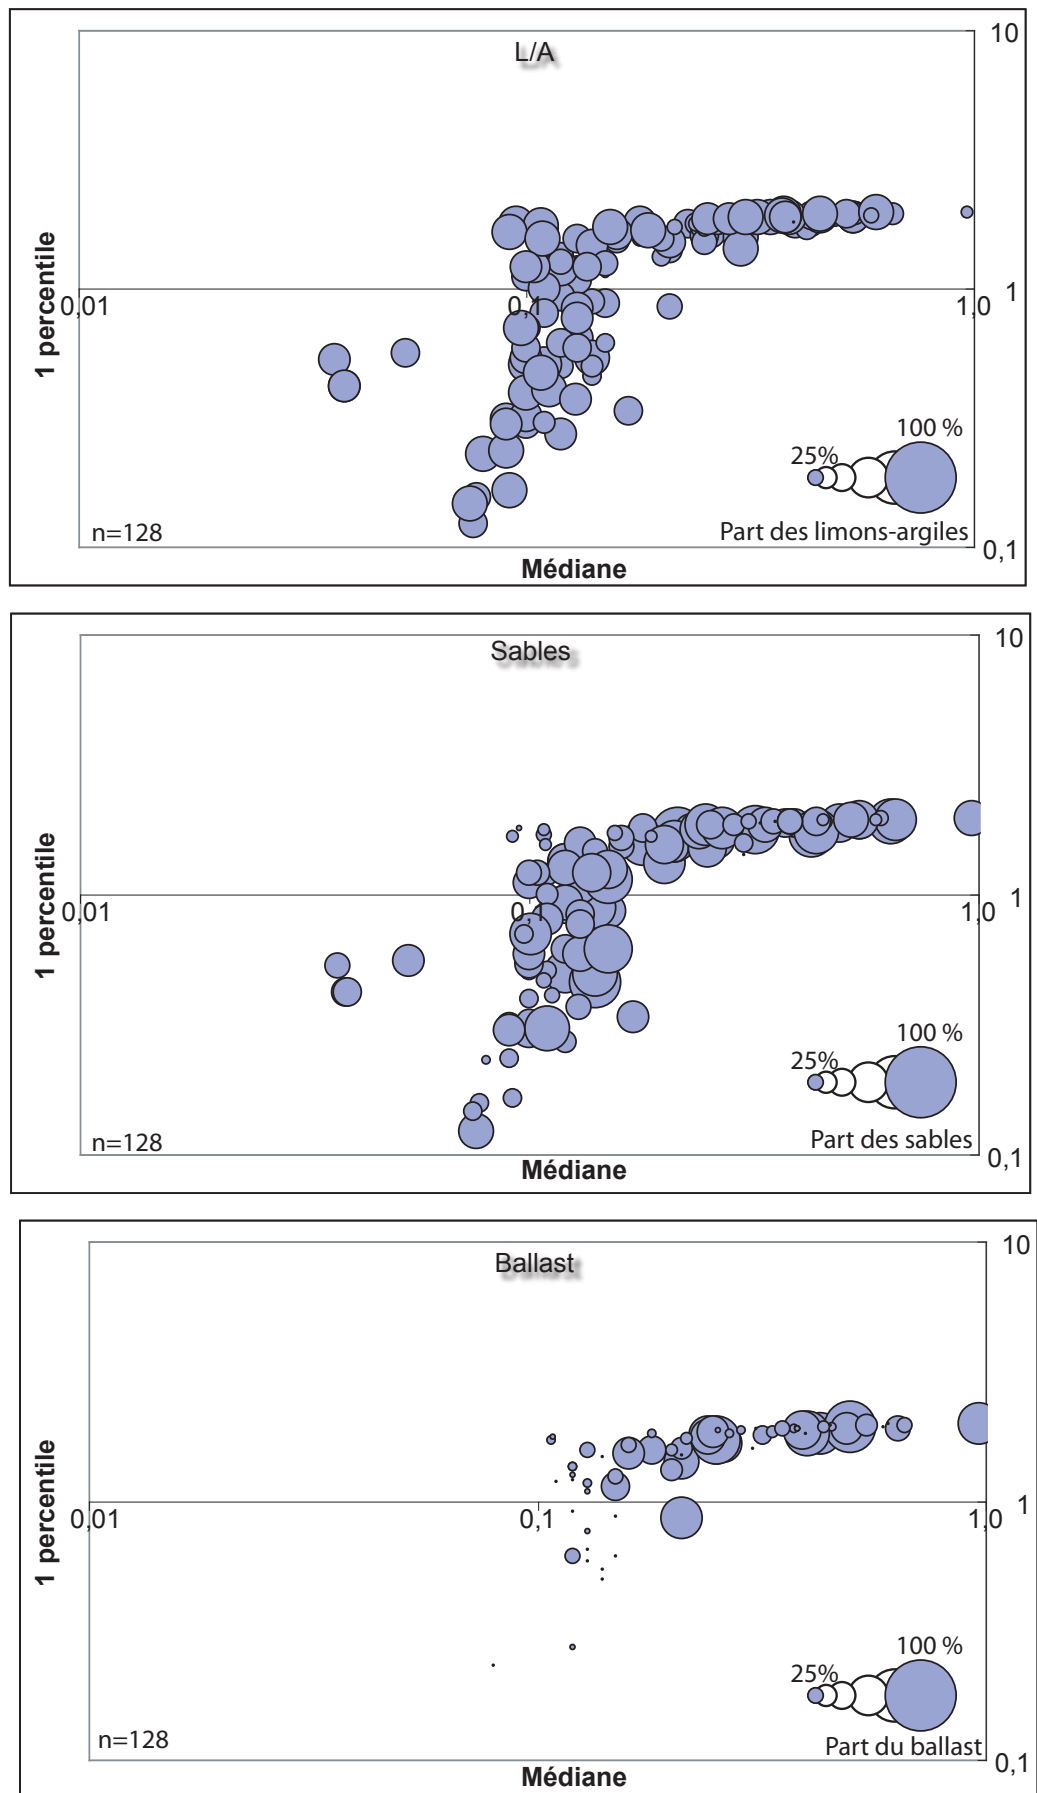 L/A
10
1 percentile
0,01
0,1
1,0
1
100 %
25%
n=128
Part des limons-argiles
0,1
Médiane
Sables
10
1 percentile
0,01
0,1
1,0
1
100 %
25%
n=128
Part des sables
0,1
Médiane
Ballast
10
1 percentile
0,01
0,1
1,0
1
100 %
25%
n=128
Part du ballast
0,1
Médiane